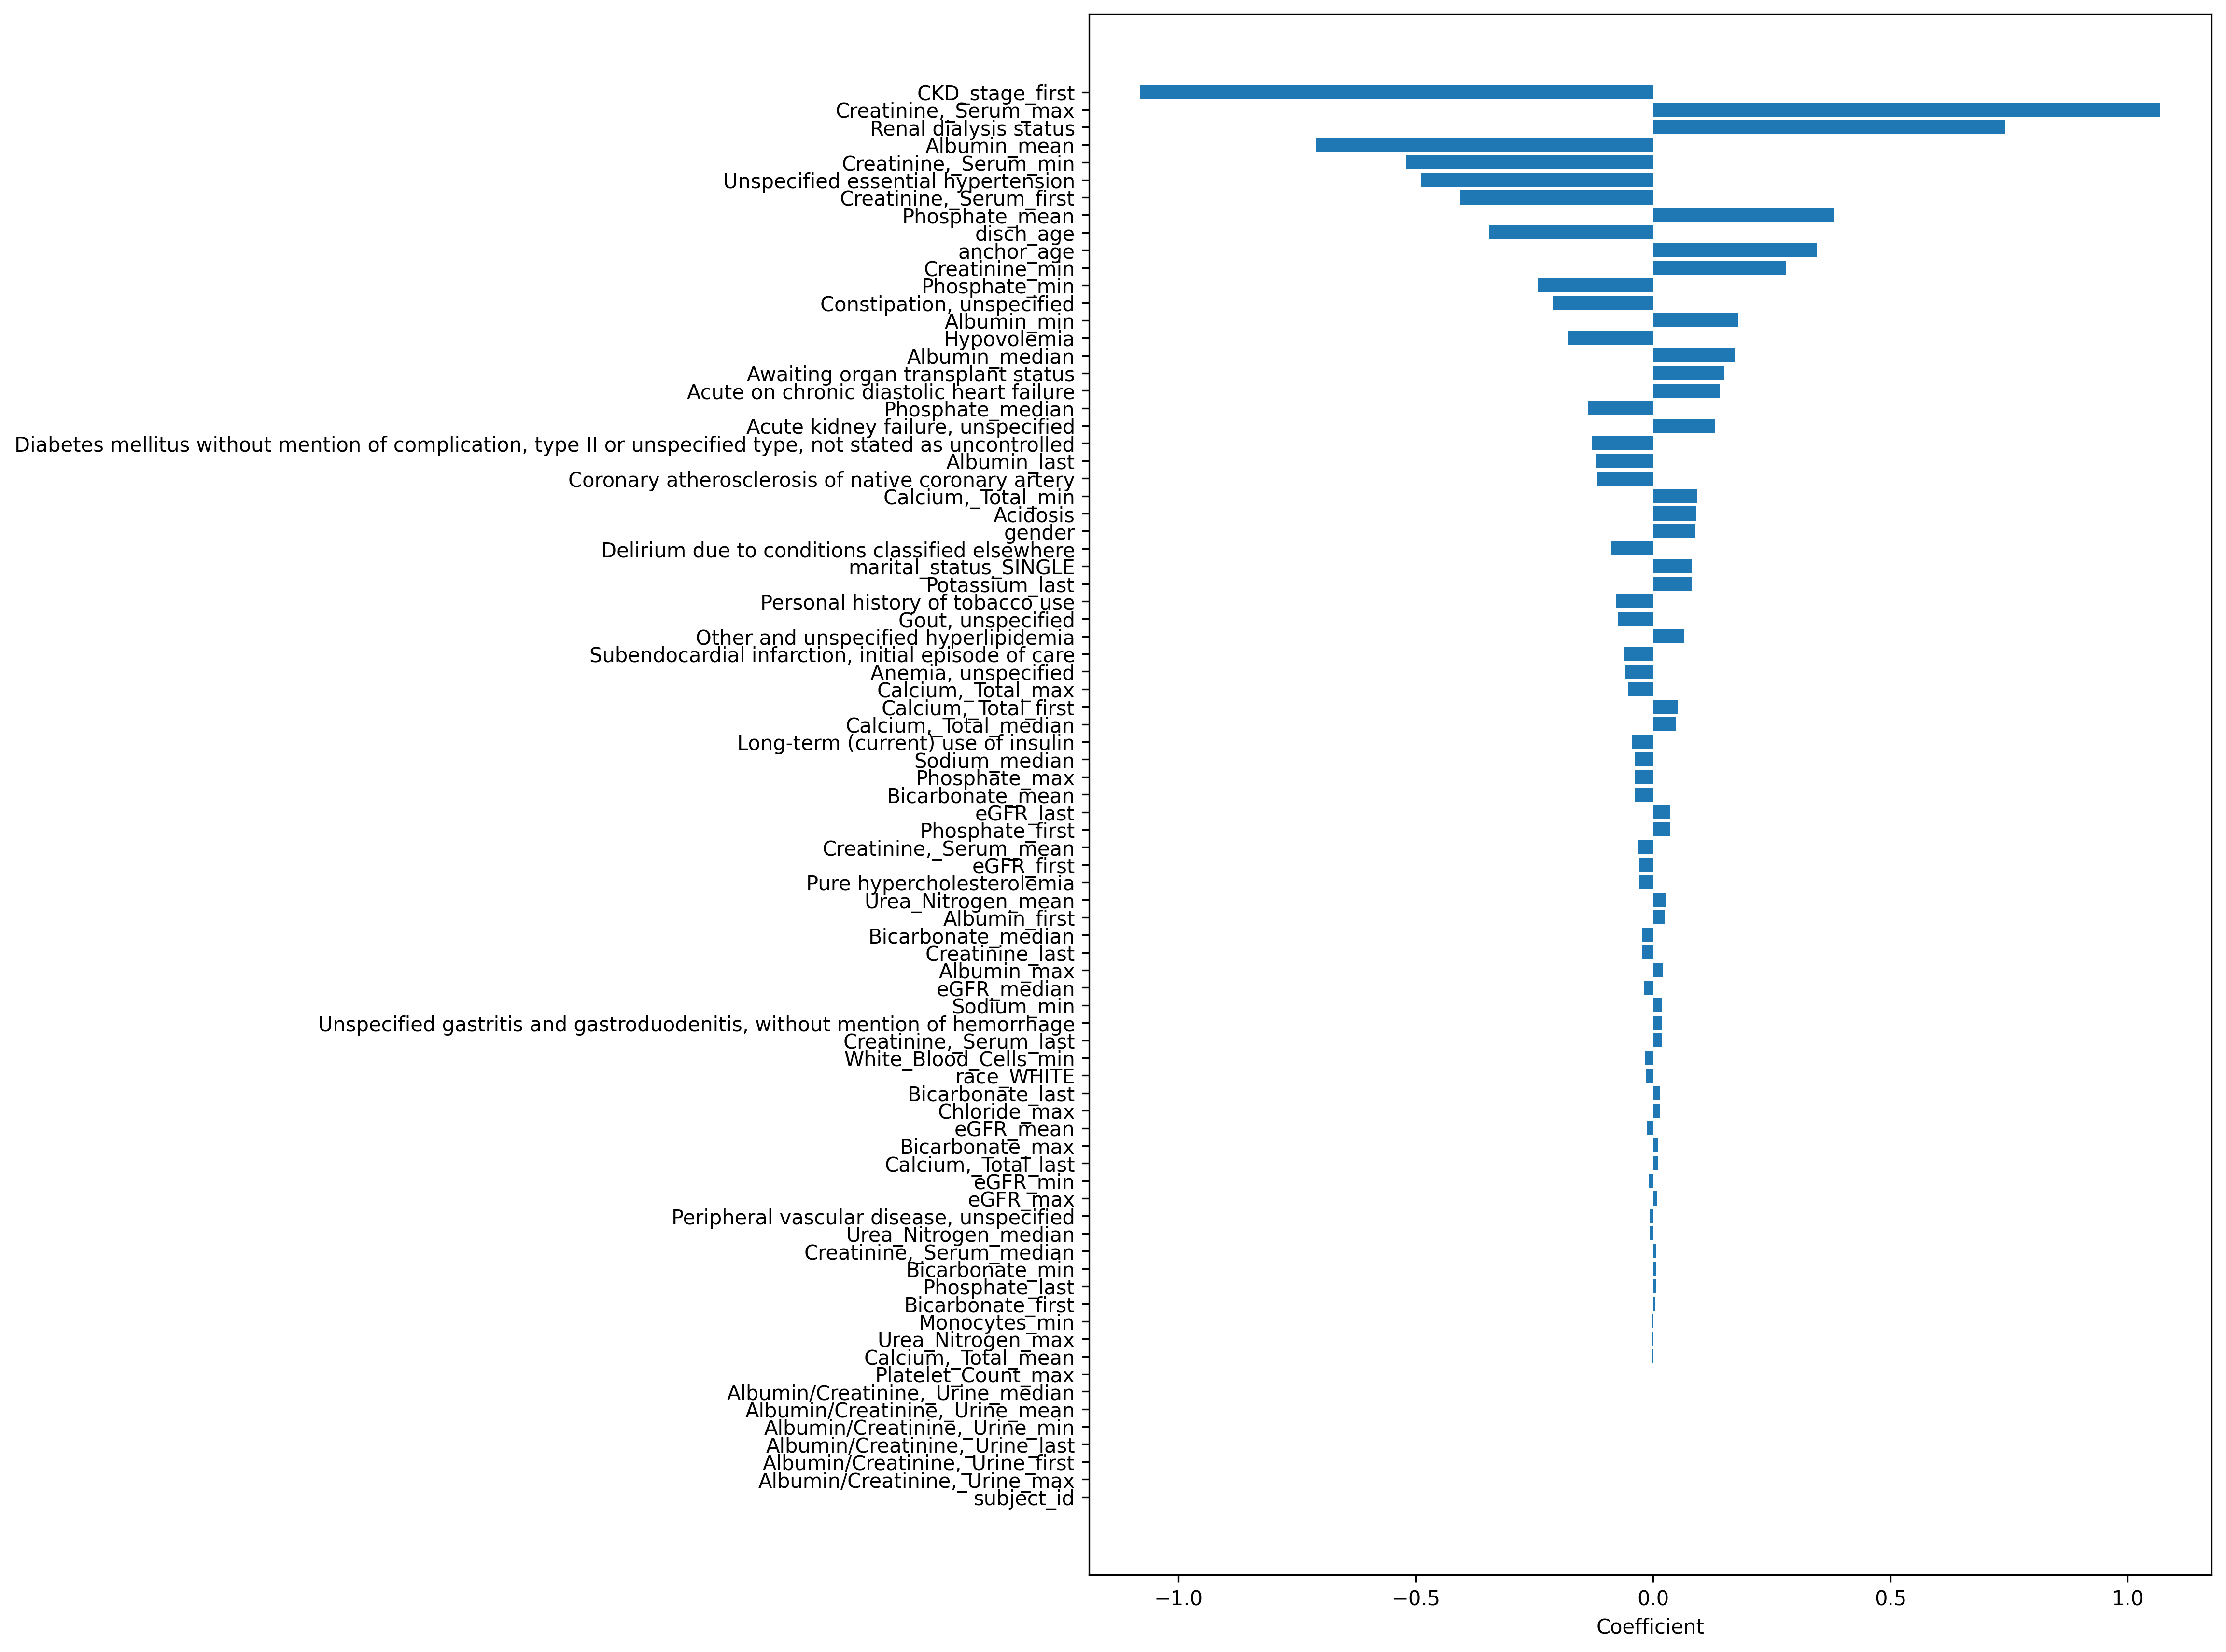 CKD_stage_first
Creatinine,_Serum_max
Renal dialysis status
Albumin_mean
Creatinine,_Serum_min
Unspecified essential hypertension
Creatinine,_Serum_first
Phosphate_mean
disch_age
anchor_age
Creatinine_min
Phosphate_min
Constipation, unspecified
Albumin_min
Hypovolemia
Albumin_median
Awaiting organ transplant status
Acute on chronic diastolic heart failure
Phosphate_median
Acute kidney failure, unspecified
Diabetes mellitus without mention of complication, type II or unspecified type, not stated as uncontrolled
Albumin_last
Coronary atherosclerosis of native coronary artery
Calcium,_Total_min
Acidosis
gender
Delirium due to conditions classified elsewhere
marital_status_SINGLE
Potassium_last
Personal history of tobacco use
Gout, unspecified
Other and unspecified hyperlipidemia
Subendocardial infarction, initial episode of care
Anemia, unspecified
Calcium,_Total_max
Calcium,_Total_first
Calcium,_Total_median
Long-term (current) use of insulin
Sodium_median
Phosphate_max
Bicarbonate_mean
eGFR_last
Phosphate_first
Creatinine,_Serum_mean
eGFR_first
Pure hypercholesterolemia
Urea_Nitrogen_mean
Albumin_first
Bicarbonate_median
Creatinine_last
Albumin_max
eGFR_median
Sodium_min
Unspecified gastritis and gastroduodenitis, without mention of hemorrhage
Creatinine,_Serum_last
White_Blood_Cells_min
race_WHITE
Bicarbonate_last
Chloride_max
eGFR_mean
Bicarbonate_max
Calcium,_Total_last
eGFR_min
eGFR_max
Peripheral vascular disease, unspecified
Urea_Nitrogen_median
Creatinine,_Serum_median
Bicarbonate_min
Phosphate_last
Bicarbonate_first
Monocytes_min
Urea_Nitrogen_max
Calcium,_Total_mean
Platelet_Count_max
Albumin/Creatinine,_Urine_median
Albumin/Creatinine,_Urine_mean
Albumin/Creatinine,_Urine_min
Albumin/Creatinine,_Urine_last
Albumin/Creatinine,_Urine_first
Albumin/Creatinine,_Urine_max
subject_id
−1.0 −0.5 0.0 0.5 1.0
Coefficient